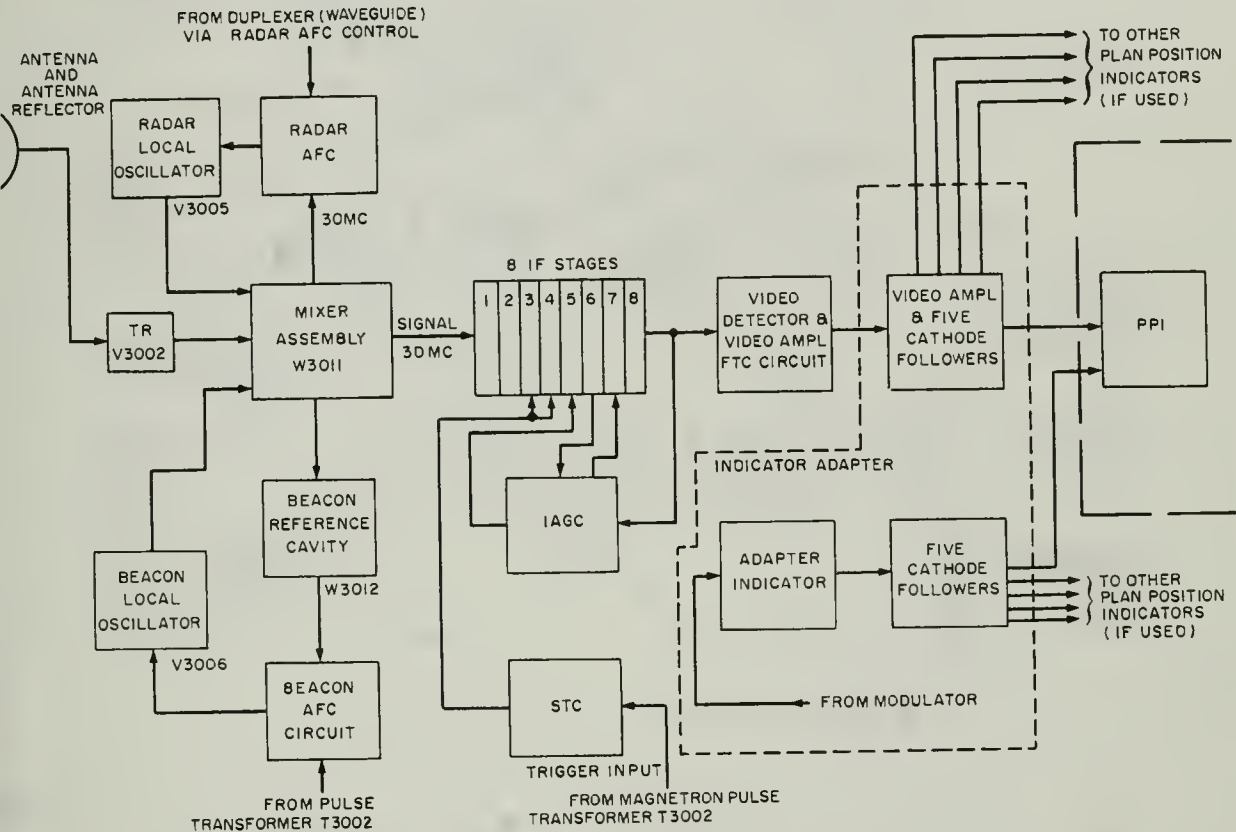 FROM DUPLEXER (WAVEGUIDE)
VIA RADAR AFC CONTROL
ANTENNA
AND
ANTENNA
REFLECTOR
RADAR
LOCAL
OSCILLATOR
V3005
RADAR
AFC
30MC
TR
V3002
MIXER
ASSEMBLY
W3011
SIGNAL
30MC
8 IF STAGES
1 2 3 4 5 6 7 8
VIDEO
DETECTOR &
VIDEO AMPL
FTC CIRCUIT
VIDEO AMPL
& FIVE
CATHODE
FOLLOWERS
TO OTHER
PLAN POSITION
INDICATORS
(IF USED)
PPI
INDICATOR ADAPTER
IAGC
BEACON
REFERENCE
CAVITY
W3012
BEACON
LOCAL
OSCILLATOR
V3006
BEACON
AFC
CIRCUIT
FROM PULSE
TRANSFORMER T3002
STC
TRIGGER INPUT
FROM MAGNETRON PULSE
TRANSFORMER T3002
ADAPTER
INDICATOR
FIVE
CATHODE
FOLLOWERS
TO OTHER
PLAN POSITION
INDICATORS
(IF USED)
FROM MODULATOR